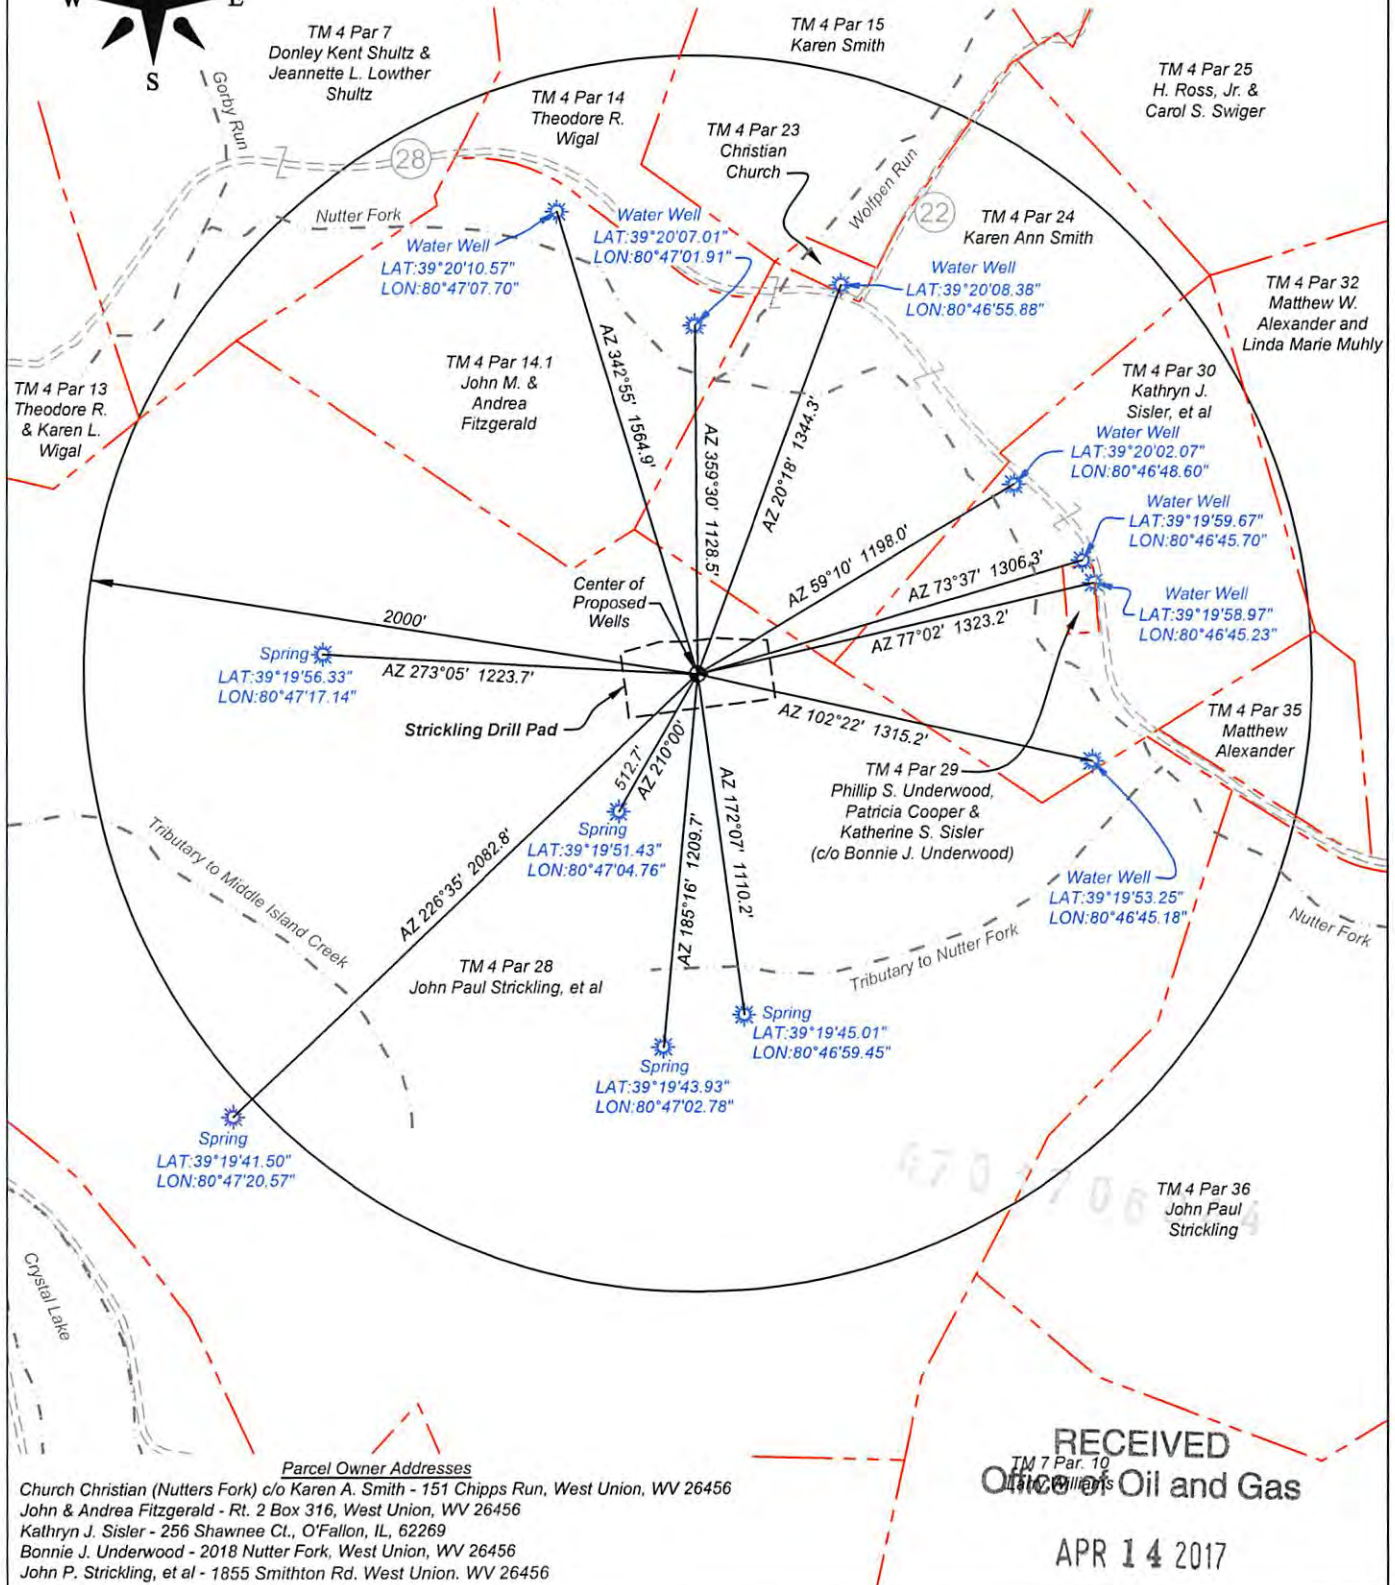 W
E
S
TM 4 Par 7
Donley Kent Shultz &
Jeannette L. Lowther
Shultz
TM 4 Par 15
Karen Smith
TM 4 Par 25
H. Ross, Jr. &
Carol S. Swiger
Gorby Run
TM 4 Par 14
Theodore R.
Wigal
TM 4 Par 23
Christian
Church
28
Wolfpen Run
22
Nutter Fork
Water Well
LAT:39°20'10.57"
LON:80°47'07.70"
Water Well
LAT:39°20'07.01"
LON:80°47'01.91"
TM 4 Par 24
Karen Ann Smith
Water Well
LAT:39°20'08.38"
LON:80°46'55.88"
TM 4 Par 32
Matthew W.
Alexander and
Linda Marie Muhly
TM 4 Par 13
Theodore R.
& Karen L.
Wigal
TM 4 Par 14.1
John M. &
Andrea
Fitzgerald
AZ 342°55' 1564.9'
AZ 359°30' 1128.5'
AZ 20°18' 1344.3'
TM 4 Par 30
Kathryn J.
Sisler, et al
Water Well
LAT:39°20'02.07"
LON:80°46'48.60"
Water Well
LAT:39°19'59.67"
LON:80°46'45.70"
AZ 59°10' 1198.0'
AZ 73°37' 1306.3'
AZ 77°02' 1323.2'
Water Well
LAT:39°19'58.97"
LON:80°46'45.23"
Center of
Proposed
Wells
2000'
Spring
LAT:39°19'56.33"
LON:80°47'17.14"
AZ 273°05' 1223.7'
Strickling Drill Pad
AZ 102°22' 1315.2'
TM 4 Par 35
Matthew
Alexander
TM 4 Par 29
Phillip S. Underwood,
Patricia Cooper &
Katherine S. Sisler
(c/o Bonnie J. Underwood)
512.7'
AZ 210°00'
Spring
LAT:39°19'51.43"
LON:80°47'04.76"
AZ 226°35' 2082.8'
AZ 185°16' 1209.7'
AZ 172°07' 1110.2'
Tributary to Middle Island Creek
Water Well
LAT:39°19'53.25"
LON:80°46'45.18"
Nutter Fork
Tributary to Nutter Fork
TM 4 Par 28
John Paul Strickling, et al
Spring
LAT:39°19'45.01"
LON:80°46'59.45"
Spring
LAT:39°19'43.93"
LON:80°47'02.78"
Spring
LAT:39°19'41.50"
LON:80°47'20.57"
TM 4 Par 36
John Paul
Strickling
Crystal Lake
RECEIVED
Office of Oil and Gas
TM 7 Par. 10
Larry Williams
APR 14 2017
Parcel Owner Addresses
Church Christian (Nutters Fork) c/o Karen A. Smith - 151 Chipps Run, West Union, WV 26456
John & Andrea Fitzgerald - Rt. 2 Box 316, West Union, WV 26456
Kathryn J. Sisler - 256 Shawnee Ct., O'Fallon, IL, 62269
Bonnie J. Underwood - 2018 Nutter Fork, West Union, WV 26456
John P. Strickling, et al - 1855 Smithton Rd. West Union. WV 26456